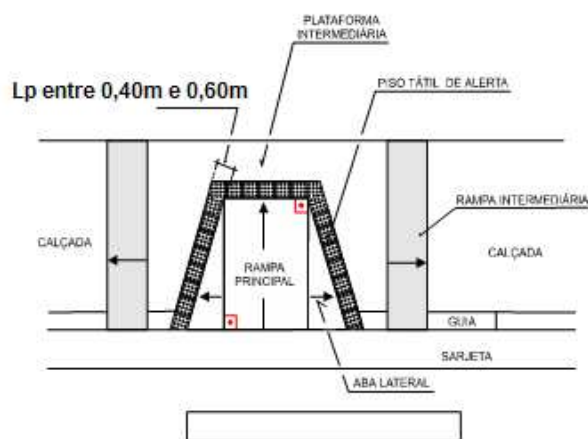 PLATAFORMA
INTERMEDIÁRIA
Lp entre 0,40m e 0,60m
PISO TÁTIL DE ALERTA
RAMPA INTERMEDIÁRIA
CALÇADA
RAMPA
PRINCIPAL
CALÇADA
GUIA
SARJETA
ABA LATERAL